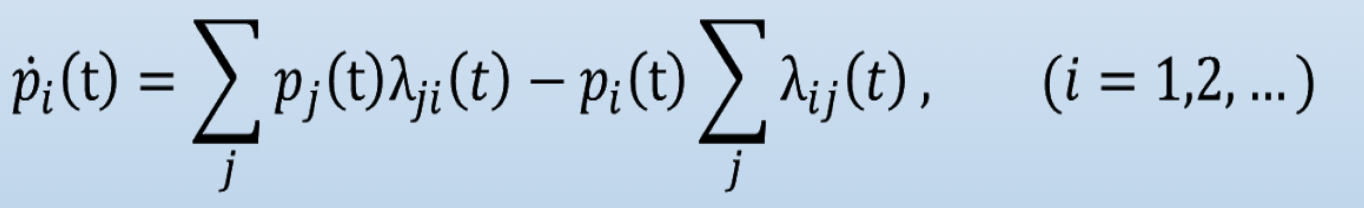 ṗᵢ(t) = ∑ⱼ pⱼ(t)λⱼᵢ(t) − pᵢ(t) ∑ⱼ λᵢⱼ(t) , (i = 1,2, ... )